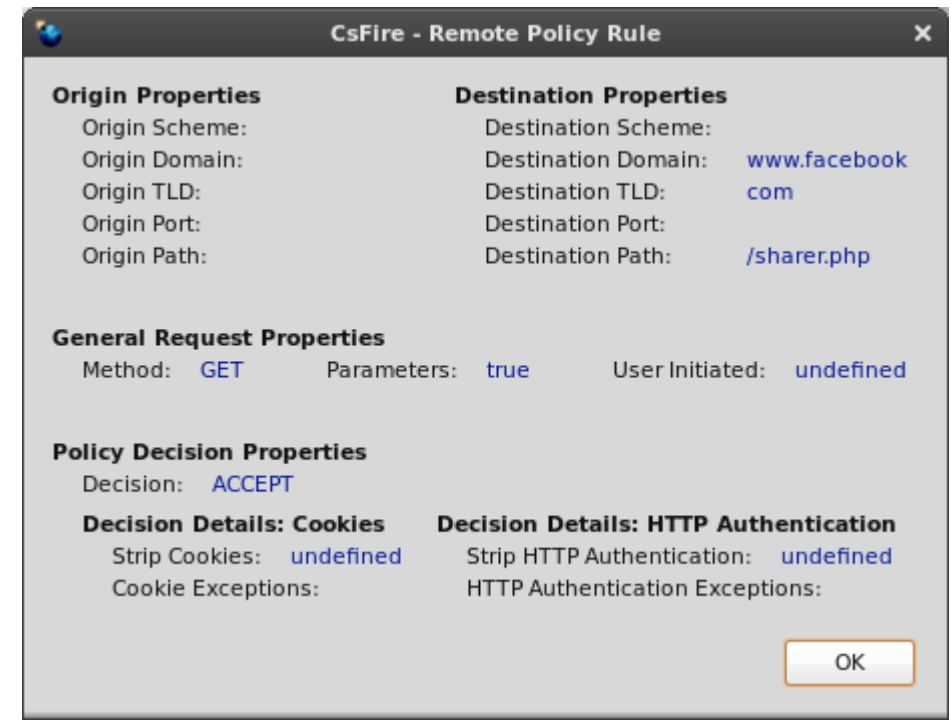 CsFire - Remote Policy Rule
Origin Properties Destination Properties
Origin Scheme: Destination Scheme:
Origin Domain: Destination Domain: www.facebook
Origin TLD: Destination TLD: com
Origin Port: Destination Port:
Origin Path: Destination Path: /sharer.php
General Request Properties
Method: GET Parameters: true User Initiated: undefined
Policy Decision Properties
Decision: ACCEPT
Decision Details: Cookies Decision Details: HTTP Authentication
Strip Cookies: undefined Strip HTTP Authentication: undefined
Cookie Exceptions: HTTP Authentication Exceptions:
OK